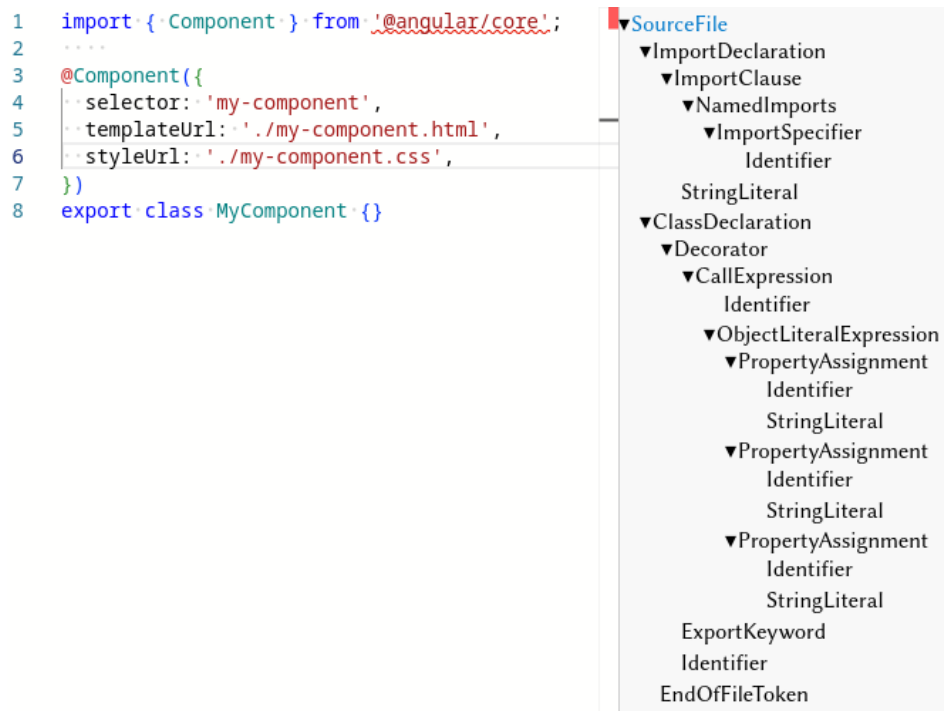 1 import { Component } from '@angular/core';
2
3 @Component({
4 selector: 'my-component',
5 templateUrl: './my-component.html',
6 styleUrl: './my-component.css',
7 })
8 export class MyComponent {}
▼SourceFile
▼ImportDeclaration
▼ImportClause
▼NamedImports
▼ImportSpecifier
Identifier
StringLiteral
▼ClassDeclaration
▼Decorator
▼CallExpression
Identifier
▼ObjectLiteralExpression
▼PropertyAssignment
Identifier
StringLiteral
▼PropertyAssignment
Identifier
StringLiteral
▼PropertyAssignment
Identifier
StringLiteral
ExportKeyword
Identifier
EndOfFileToken